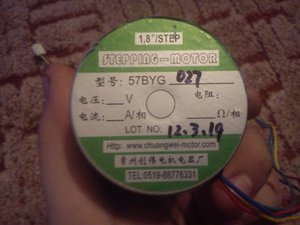 1.8°/STEP
STEPPING-MOTOR
型号: 57BYG 027
电压: V 电阻:
电流: A/相 Ω/相
LOT NO: 12.3.19
Http: www.chuangwei-motor.com
常州创伟电机电器厂
TEL:0519-88776331